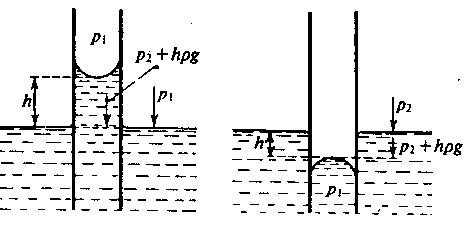 p₁
p₂ + hρg
h
p₁
p₂
h
p₂ + hρg
p₁